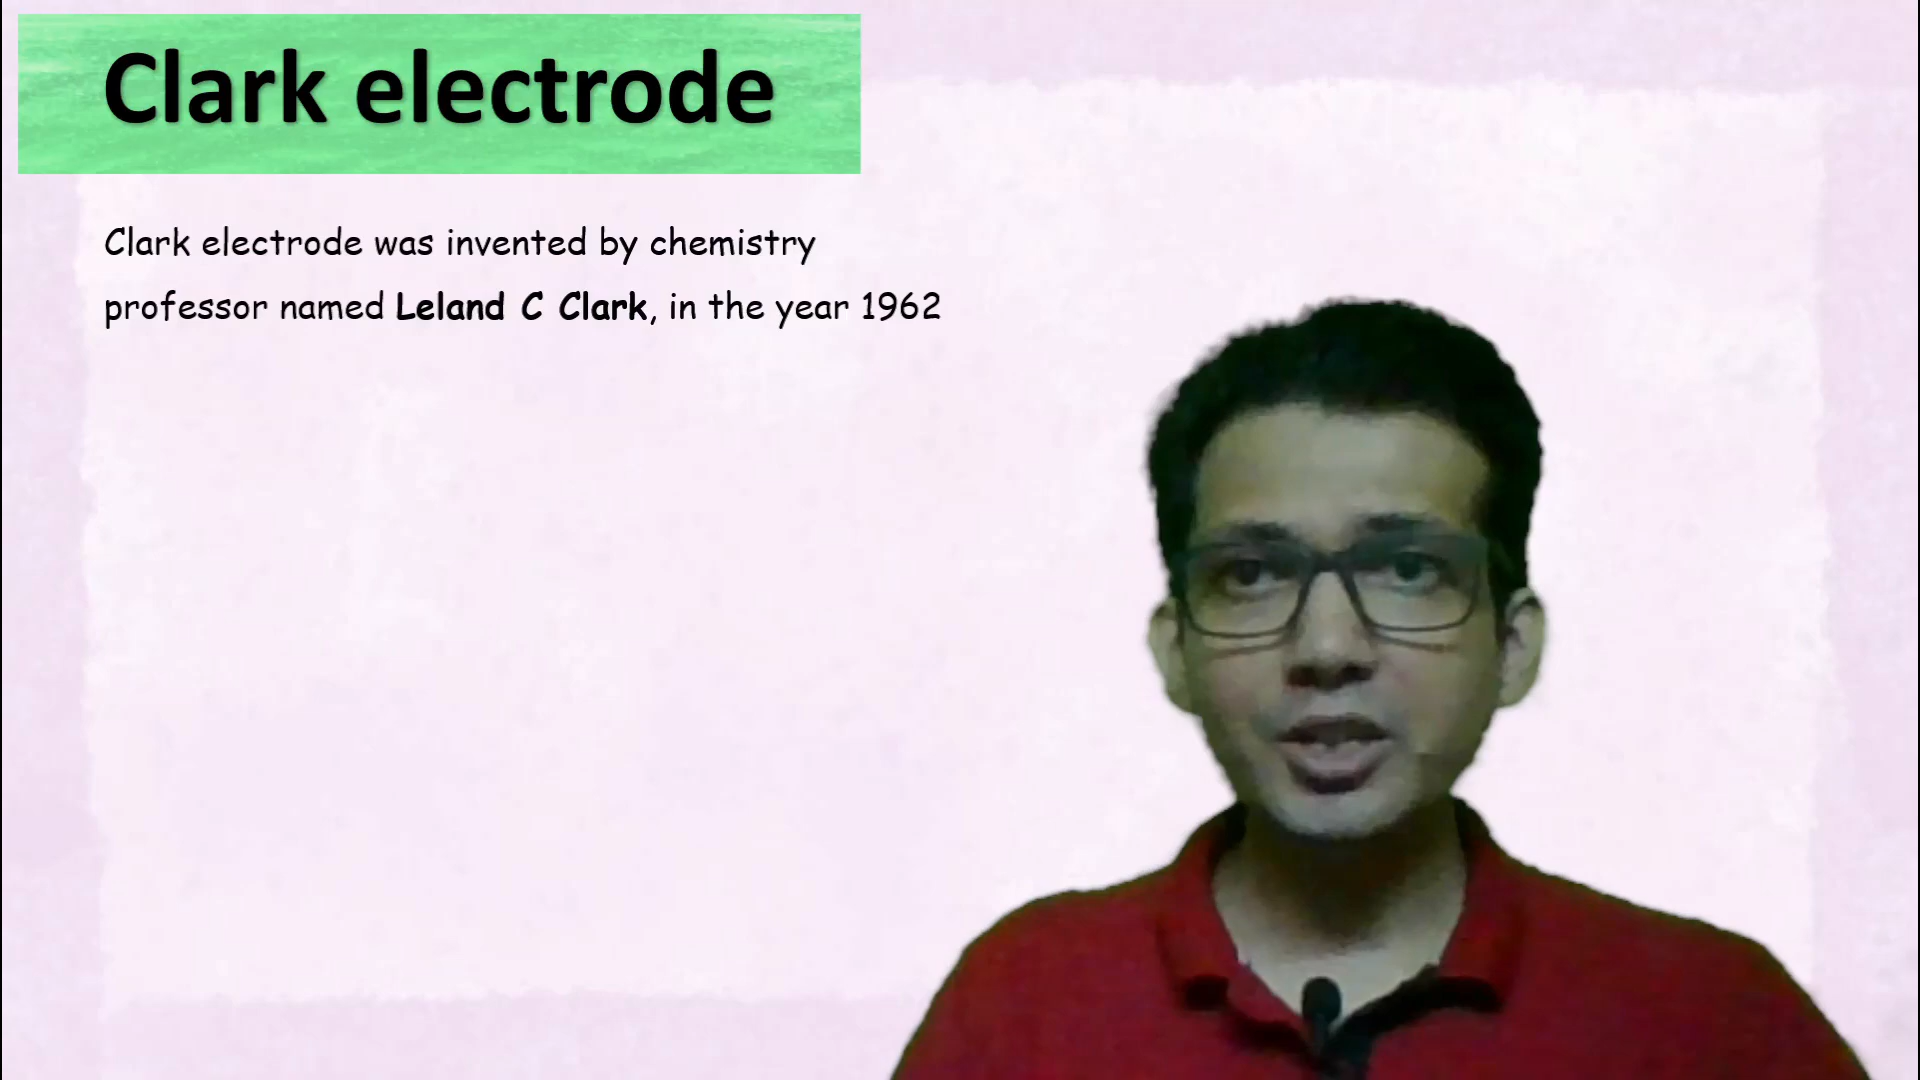 Clark electrode
Clark electrode was invented by chemistry
professor named Leland C Clark, in the year 1962